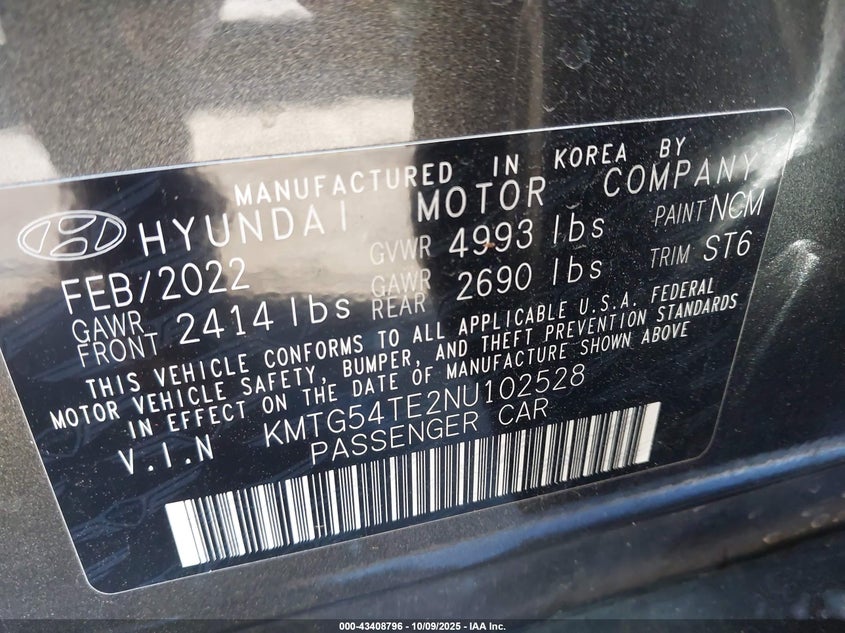 MANUFACTURED IN KOREA BY
HYUNDAI MOTOR COMPANY
FEB/2022 GVWR 4993 lbs PAINT NCM
GAWR FRONT 2414 lbs GAWR REAR 2690 lbs TRIM ST6
THIS VEHICLE CONFORMS TO ALL APPLICABLE U.S.A. FEDERAL
MOTOR VEHICLE SAFETY, BUMPER, AND THEFT PREVENTION STANDARDS
IN EFFECT ON THE DATE OF MANUFACTURE SHOWN ABOVE
V.I.N KMTG54TE2NU102528
PASSENGER CAR
000-43408796 - 10/09/2025 - IAA Inc.